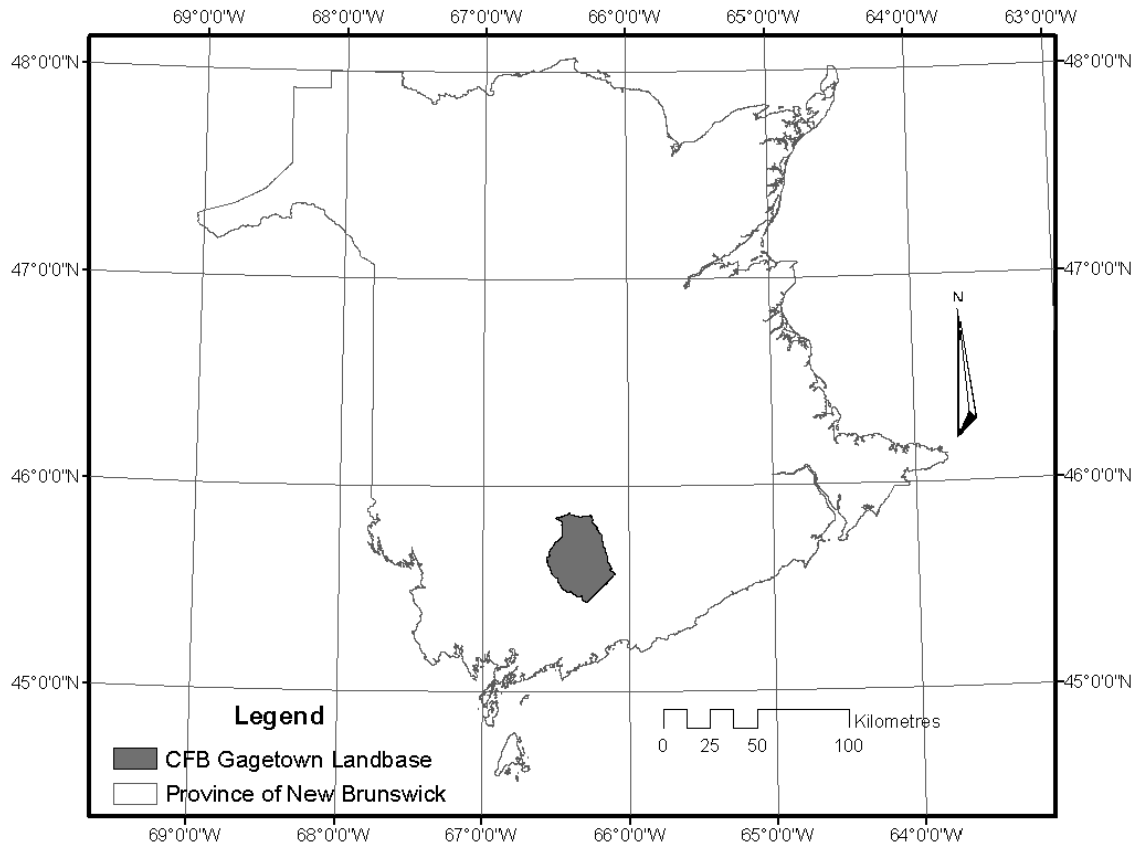 69°0'0"W 68°0'0"W 67°0'0"W 66°0'0"W 65°0'0"W 64°0'0"W 63°0'0"W
48°0'0"N 48°0'0"N
47°0'0"N 47°0'0"N
N
46°0'0"N 46°0'0"N
45°0'0"N 45°0'0"N
Legend
CFB Gagetown Landbase
Province of New Brunswick
Kilometres
0 25 50 100
69°0'0"W 68°0'0"W 67°0'0"W 66°0'0"W 65°0'0"W 64°0'0"W